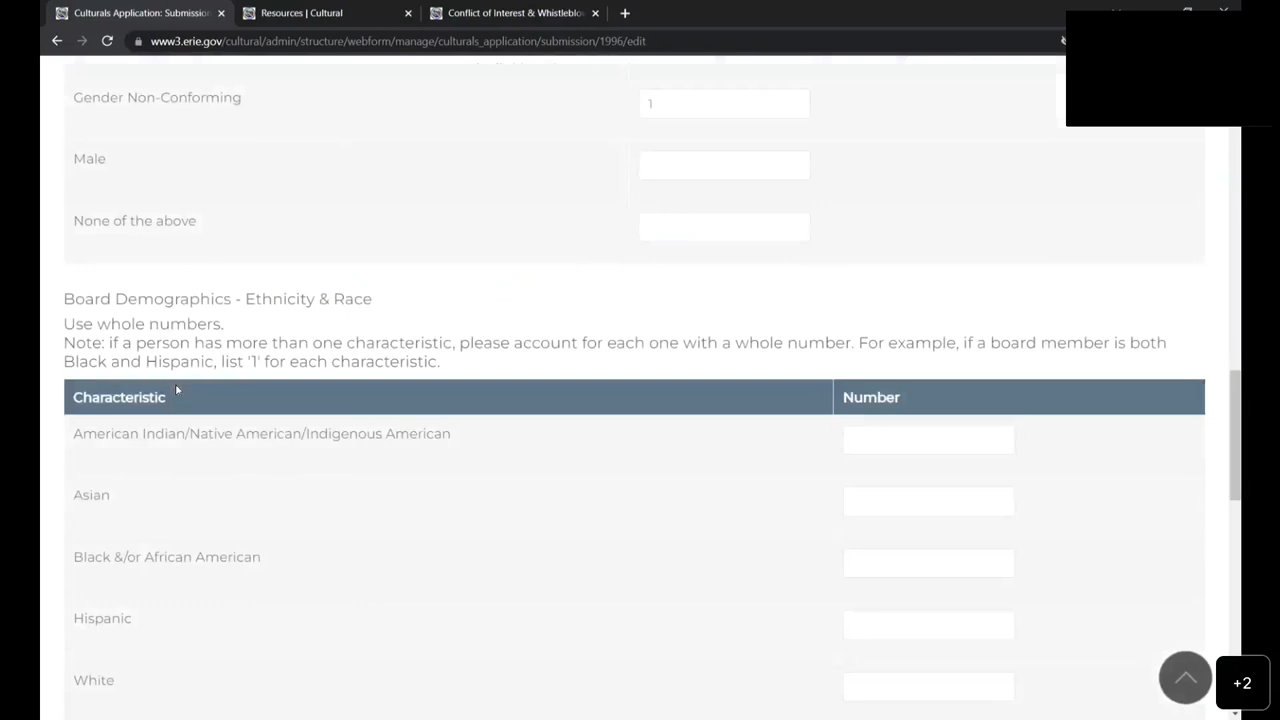 Culturals Application: Submission
Resources | Cultural
Conflict of Interest & Whistleblo
www3.erie.gov/cultural/admin/structure/webform/manage/culturals_application/submission/1996/edit
Gender Non-Conforming
1
Male
None of the above
Board Demographics - Ethnicity & Race
Use whole numbers.
Note: if a person has more than one characteristic, please account for each one with a whole number. For example, if a board member is both
Black and Hispanic, list '1' for each characteristic.
Characteristic
Number
American Indian/Native American/Indigenous American
Asian
Black &/or African American
Hispanic
White
+2